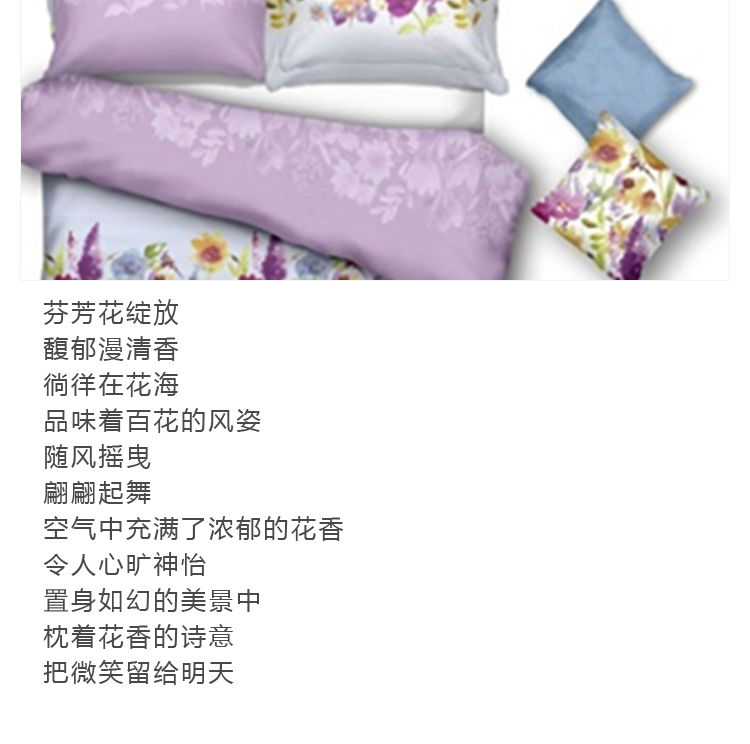 芬芳花绽放
馥郁漫清香
徜徉在花海
品味着百花的风姿
随风摇曳
翩翩起舞
空气中充满了浓郁的花香
令人心旷神怡
置身如幻的美景中
枕着花香的诗意
把微笑留给明天